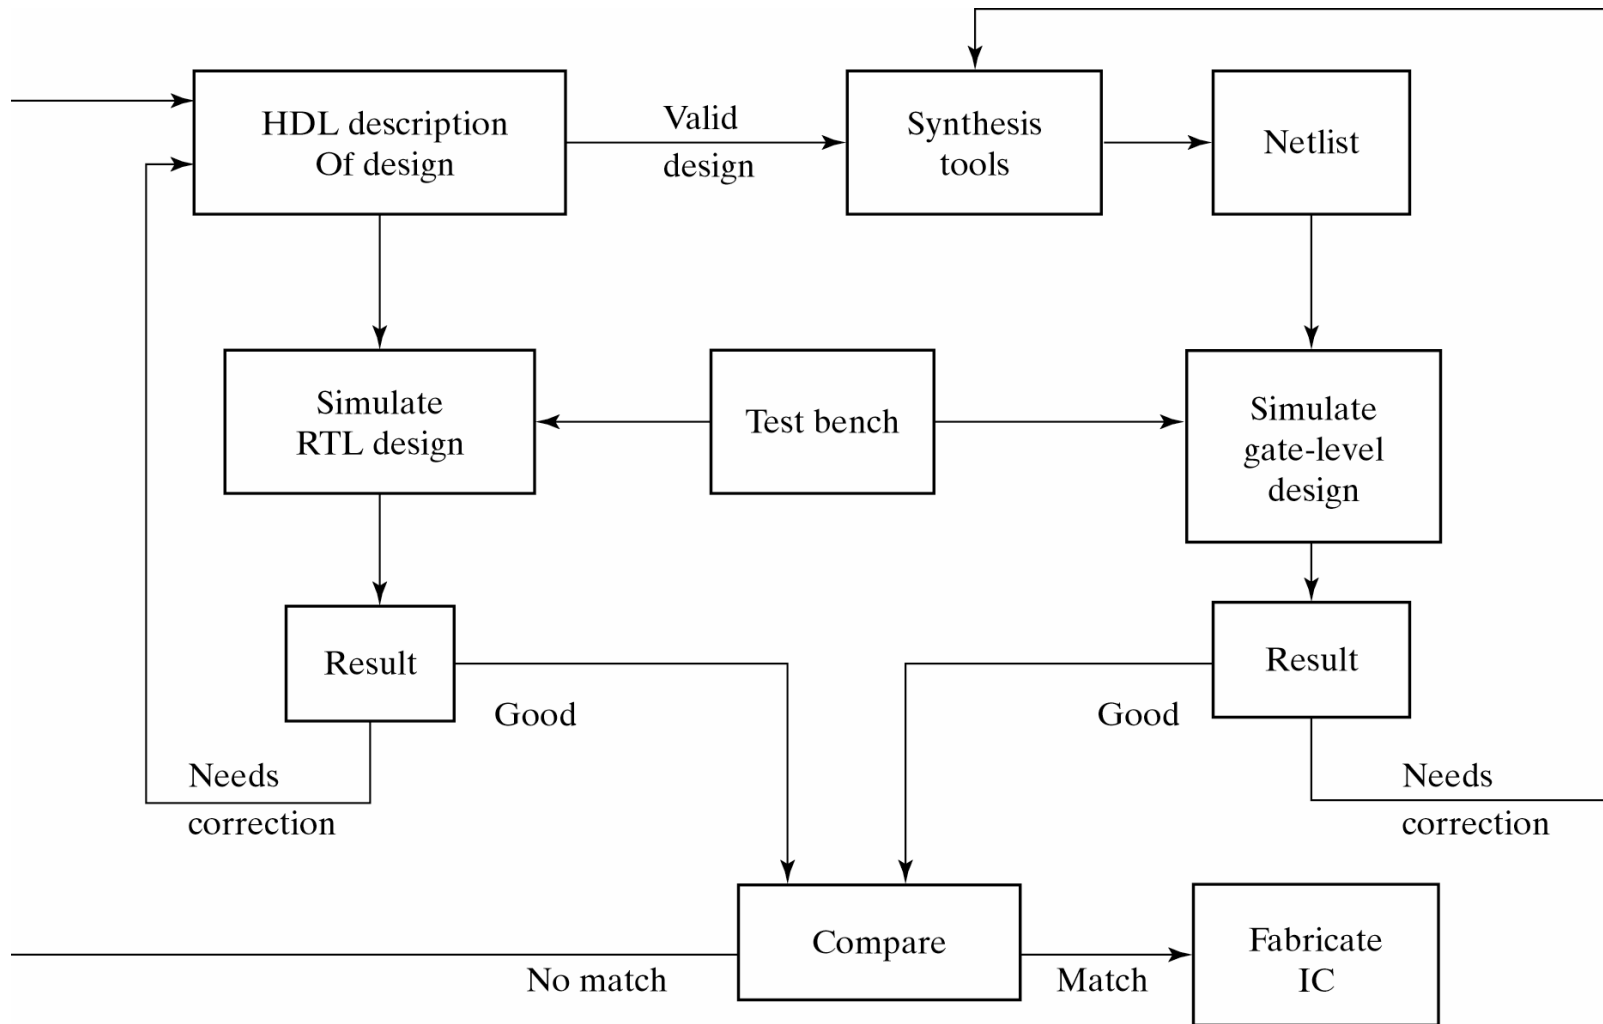 HDL description
Of design
Valid
design
Synthesis
tools
Netlist
Simulate
RTL design
Test bench
Simulate
gate-level
design
Result
Good
Needs
correction
Result
Good
Needs
correction
Compare
No match
Match
Fabricate
IC